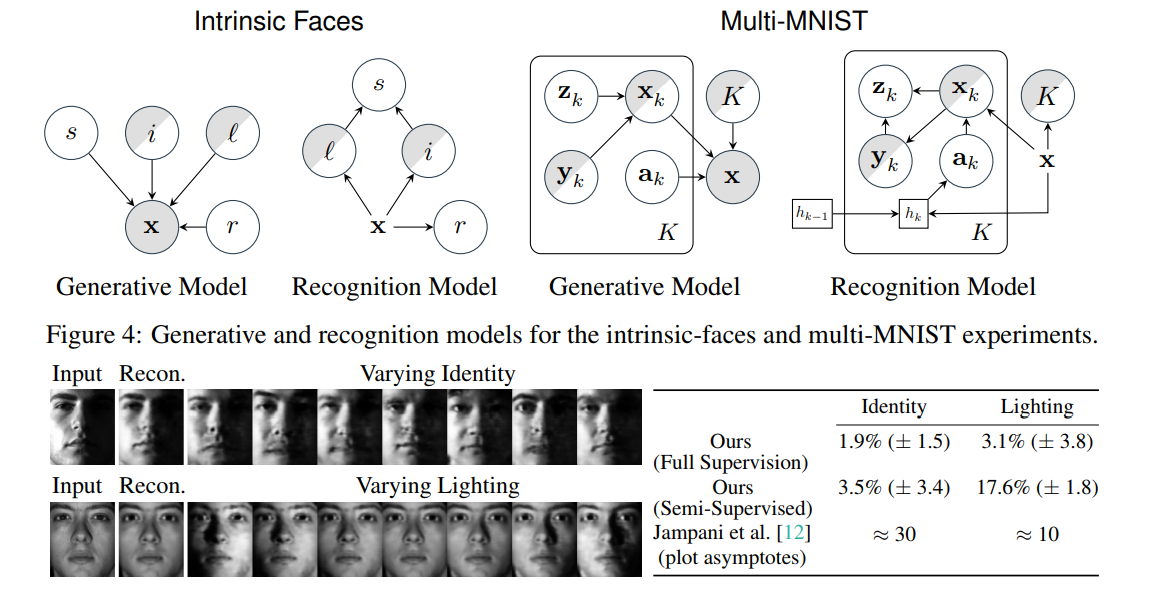 Intrinsic Faces
Multi-MNIST
s
i
ℓ
x
r
Generative Model
s
ℓ
i
x
r
Recognition Model
z_k
x_k
K
y_k
a_k
x
K
Generative Model
z_k
x_k
K
y_k
a_k
x
h_{k-1}
h_k
K
Recognition Model
Figure 4: Generative and recognition models for the intrinsic-faces and multi-MNIST experiments.
Input Recon. Varying Identity
Input Recon. Varying Lighting
Identity Lighting
Ours 1.9% (± 1.5) 3.1% (± 3.8)
(Full Supervision)
Ours 3.5% (± 3.4) 17.6% (± 1.8)
(Semi-Supervised)
Jampani et al. [12] ≈ 30 ≈ 10
(plot asymptotes)